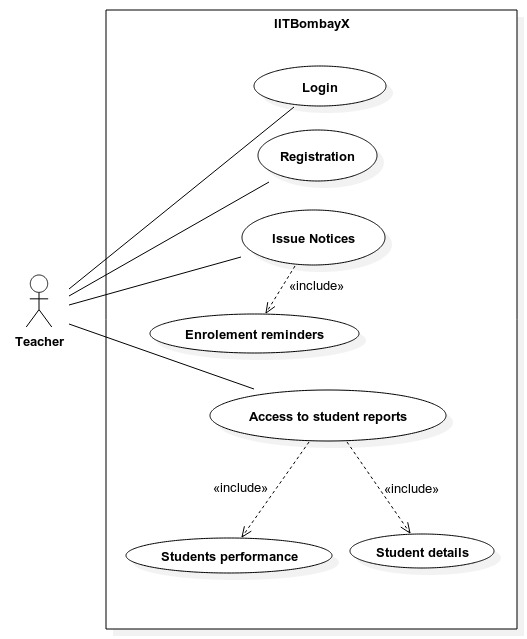 IITBombayX
Login
Registration
Issue Notices
«include»
Enrolement reminders
Teacher
Access to student reports
«include»
«include»
Students performance
Student details